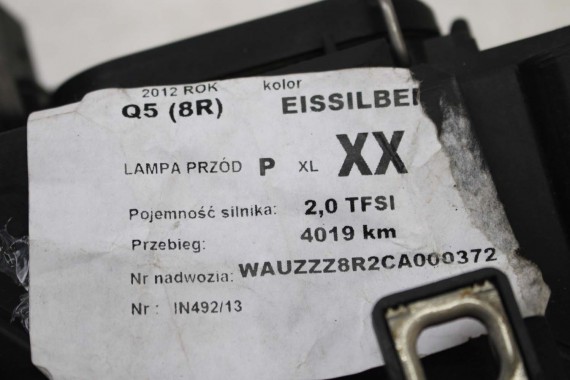 2012 ROK kolor
Q5 (8R) EISSILBE
LAMPA PRZÓD P XL XX
Pojemność silnika: 2,0 TFSI
Przebieg: 4019 km
Nr nadwozia: WAUZZZ8R2CA000372
Nr : IN492/13